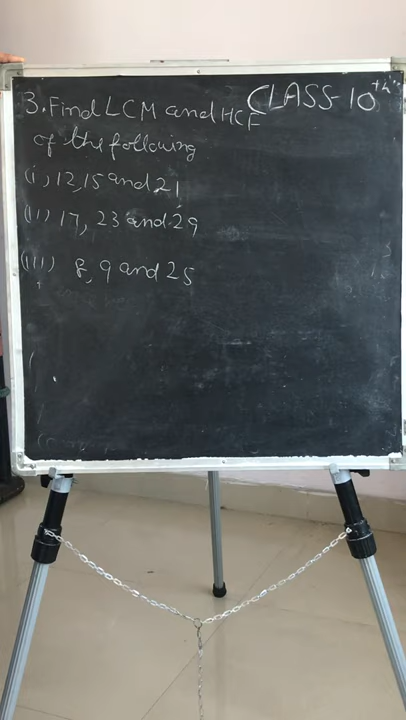 3. Find LCM and HCF
CLASS-10th
of the following
(i) 12, 15 and 21
(ii) 17, 23 and 29
(iii) 8, 9 and 25